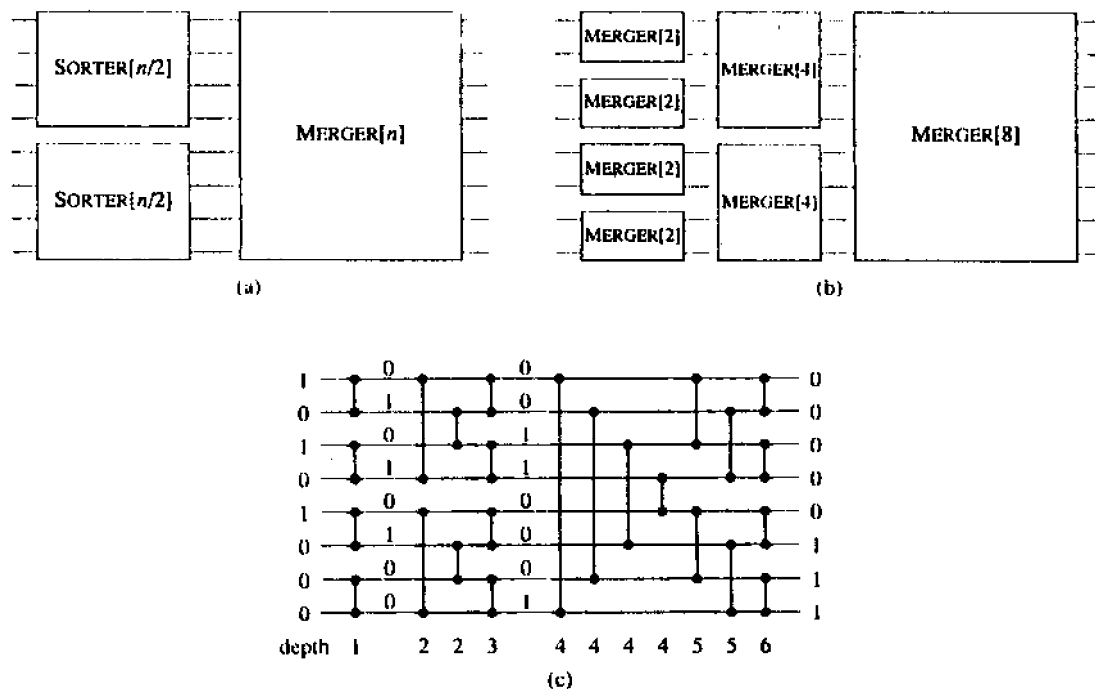 MERGER[2]
SORTER[n/2]
MERGER[4]
MERGER[2]
MERGER[n]
MERGER[8]
MERGER[2]
SORTER[n/2]
MERGER[4]
MERGER[2]
(a)
(b)
1 0 0 0
0 1 0 0
1 0 1 0
0 1 1 0
1 0 0 0
0 1 0 1
0 0 0 1
0 0 1 1
depth 1 2 2 3 4 4 4 4 5 5 6
(c)